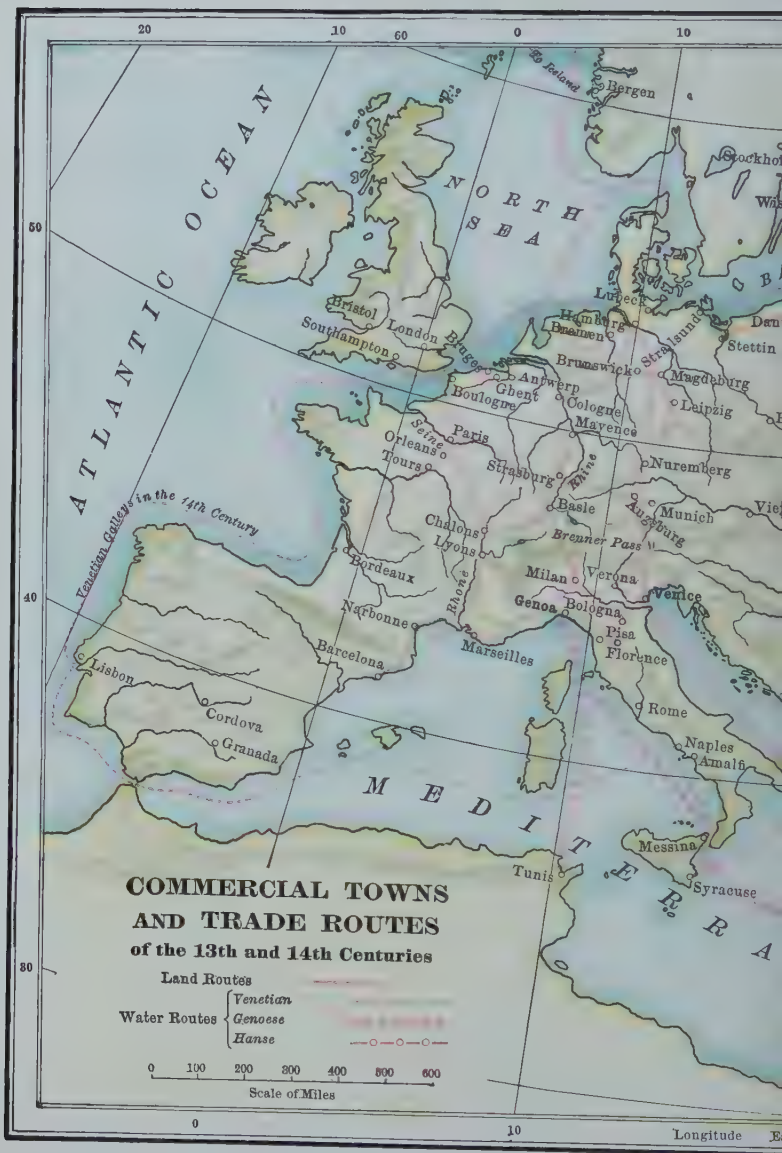 20 10 60 0 10
To Iceland
Bergen
ATLANTIC OCEAN
NORTH
SEA
Stockhol
Wis
50
B
Lubeck
Bristol
London
Hamburg
Bremen
Stralsund
Dan
Stettin
Southampton
Bruges
Brunswick
Magdeburg
Antwerp
Ghent
Boulogne
Cologne
Leipzig
Mayence
Seine
Paris
Orleans
Tours
Strasburg
Rhine
Nuremberg
Venetian Galleys in the 14th Century
Basle
Augsburg
Munich
Vie
Chalons
Lyons
Brenner Pass
Bordeaux
40
Rhone
Milan
Verona
Venice
Genoa
Bologna
Narbonne
Pisa
Marseilles
Florence
Lisbon
Barcelona
Cordova
Rome
Granada
Naples
Amalfi
MEDITERRA
Messina
Tunis
Syracuse
COMMERCIAL TOWNS
AND TRADE ROUTES
of the 13th and 14th Centuries
30
Land Routes
Water Routes
Venetian
Genoese
Hanse
0 100 200 300 400 500 600
Scale of Miles
0 10 Longitude Ea